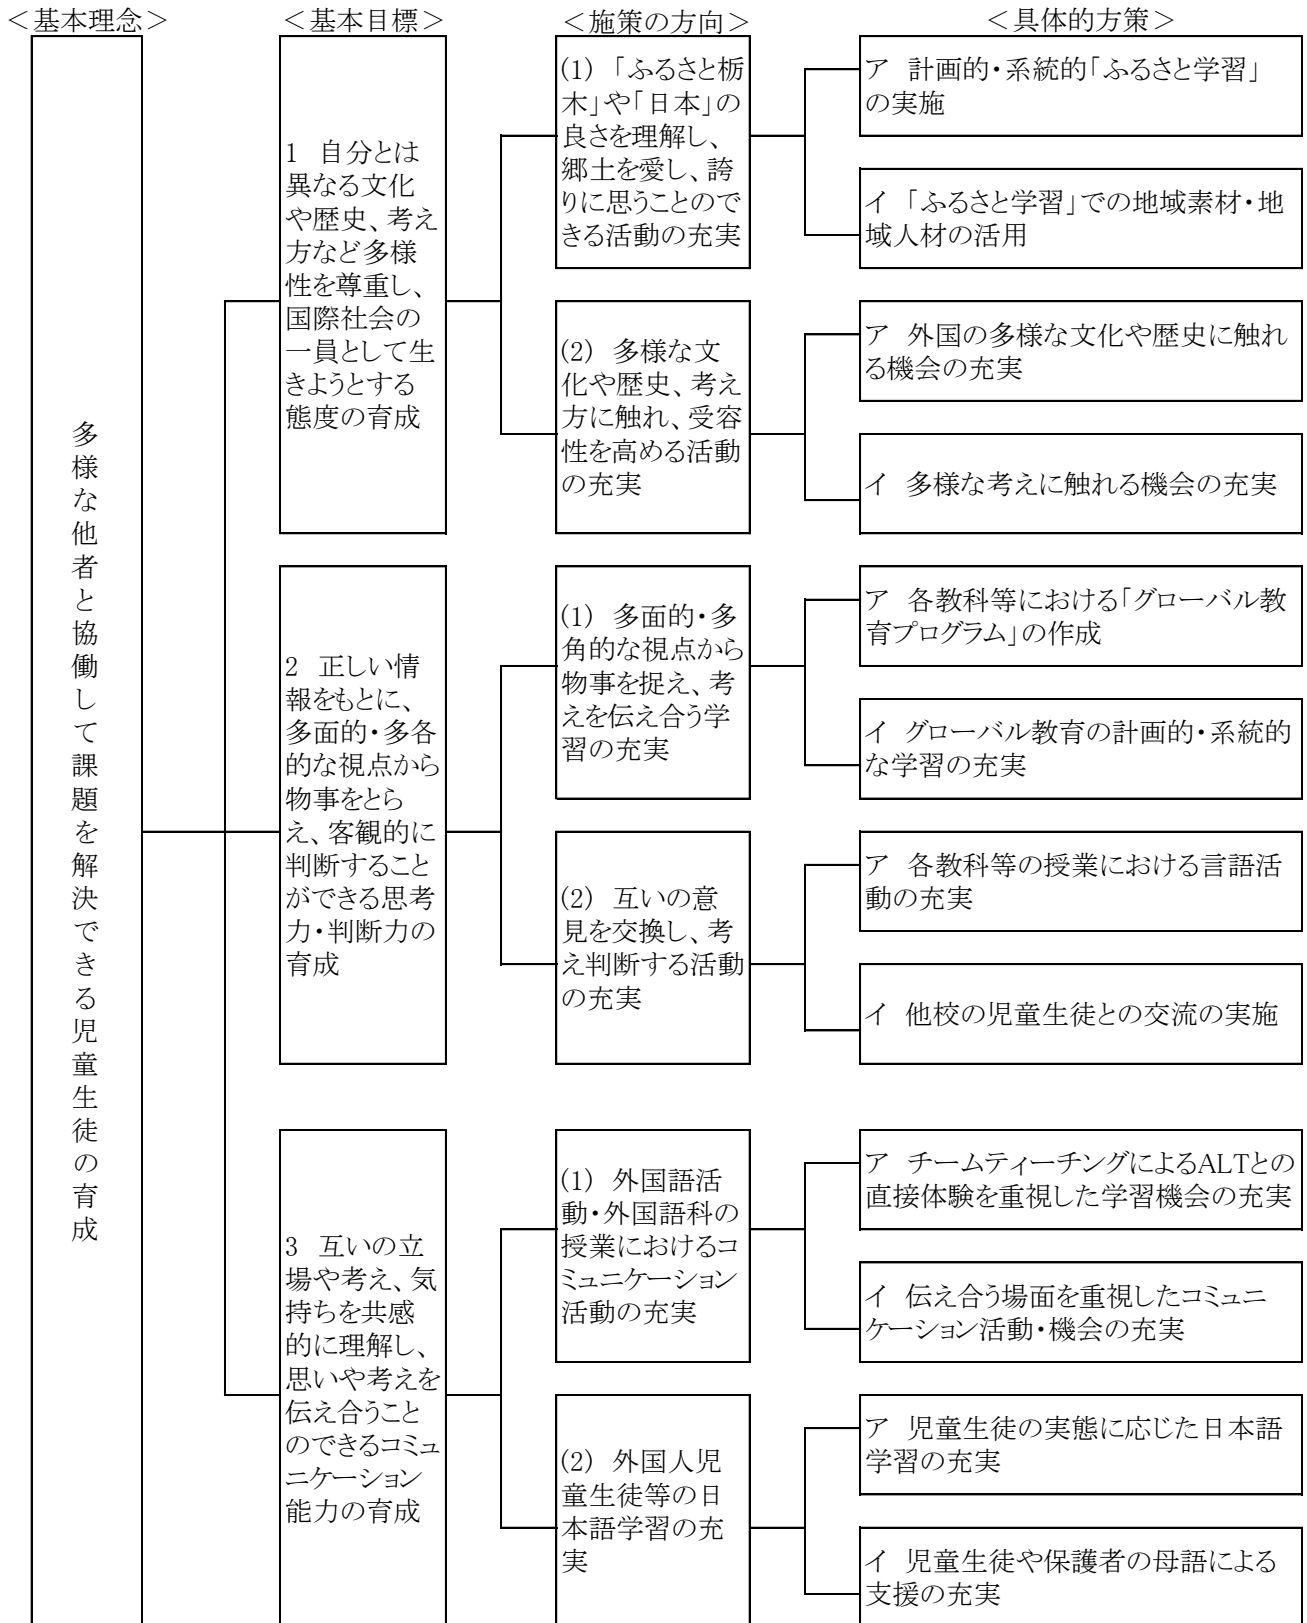 ＜基本理念＞
＜基本目標＞
＜施策の方向＞
＜具体的方策＞
多様な他者と協働して課題を解決できる児童生徒の育成
1　自分とは
異なる文化
や歴史、考え
方など多様
性を尊重し、
国際社会の
一員として生
きようとする
態度の育成
(1)　「ふるさと栃
木」や「日本」の
良さを理解し、
郷土を愛し、誇
りに思うことので
きる活動の充実
ア　計画的・系統的「ふるさと学習」
の実施
イ　「ふるさと学習」での地域素材・地
域人材の活用
(2)　多様な文
化や歴史、考え
方に触れ、受容
性を高める活動
の充実
ア　外国の多様な文化や歴史に触れ
る機会の充実
イ　多様な考えに触れる機会の充実
2　正しい情
報をもとに、
多面的・多各
的な視点から
物事をとら
え、客観的に
判断すること
ができる思考
力・判断力の
育成
(1)　多面的・多
角的な視点から
物事を捉え、考
えを伝え合う学
習の充実
ア　各教科等における「グローバル教
育プログラム」の作成
イ　グローバル教育の計画的・系統的
な学習の充実
(2)　互いの意
見を交換し、考
え判断する活動
の充実
ア　各教科等の授業における言語活
動の充実
イ　他校の児童生徒との交流の実施
3　互いの立
場や考え、気
持ちを共感
的に理解し、
思いや考えを
伝え合うこと
のできるコミュ
ニケーション
能力の育成
(1)　外国語活
動・外国語科の
授業におけるコ
ミュニケーション
活動の充実
ア　チームティーチングによるALTとの
直接体験を重視した学習機会の充実
イ　伝え合う場面を重視したコミュニ
ケーション活動・機会の充実
(2)　外国人児
童生徒等の日
本語学習の充
実
ア　児童生徒の実態に応じた日本語
学習の充実
イ　児童生徒や保護者の母語による
支援の充実